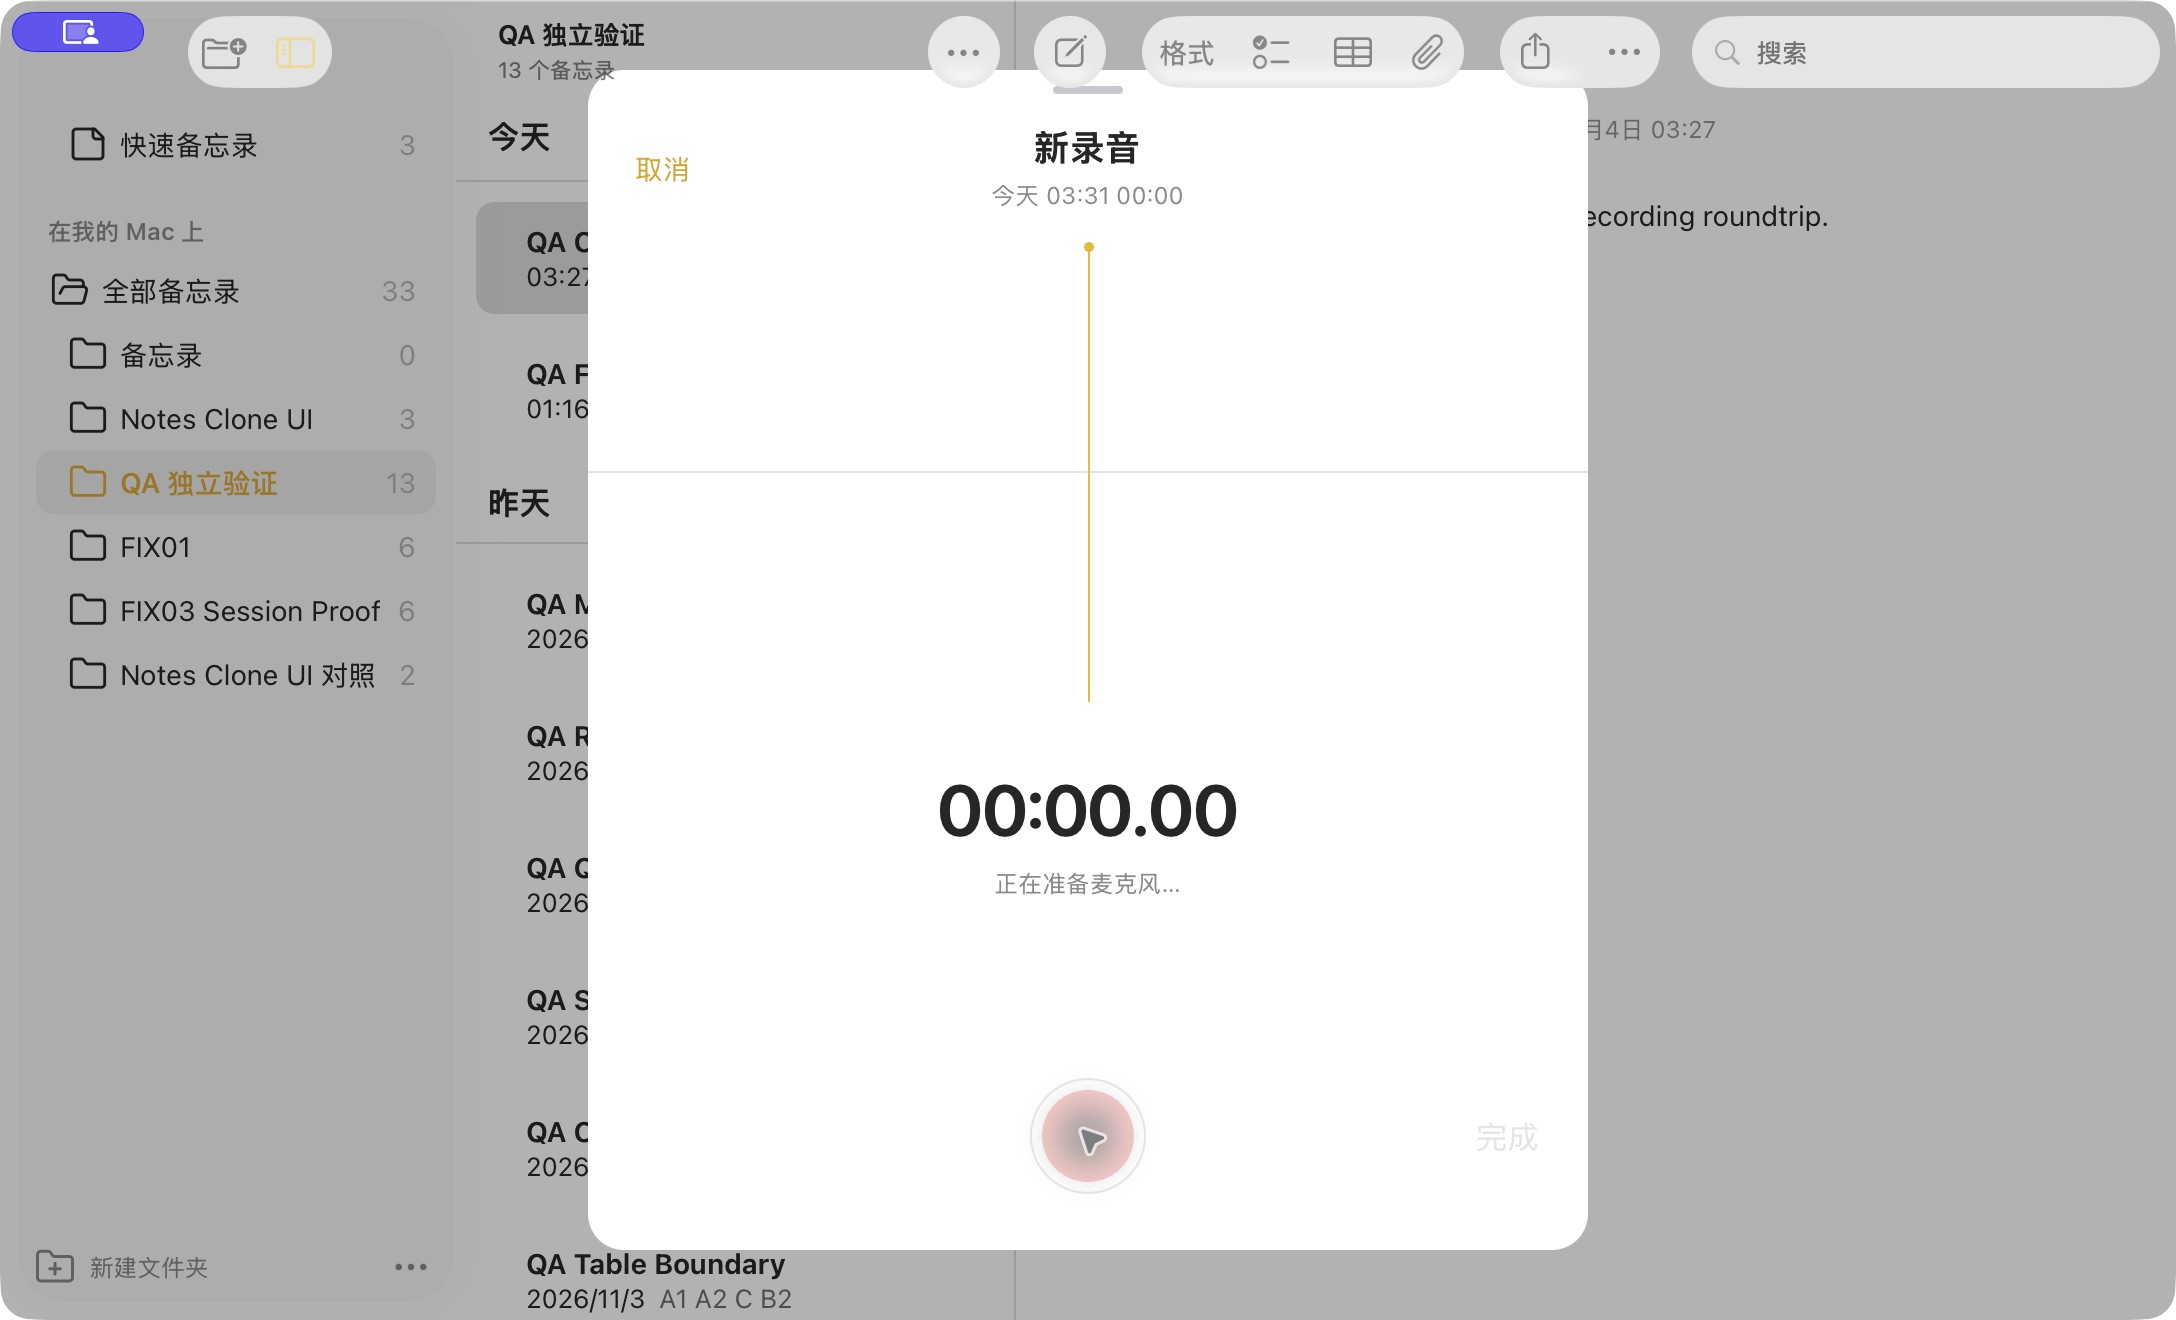 QA 独立验证
13 个备忘录
格式
搜索
快速备忘录 3
在我的 Mac 上
全部备忘录 33
备忘录 0
Notes Clone UI 3
QA 独立验证 13
FIX01 6
FIX03 Session Proof 6
Notes Clone UI 对照 2
新建文件夹
今天
QA
03:27
QA F
01:16
昨天
QA
2026
QA R
2026
QA
2026
QA S
2026
QA
2026
QA Table Boundary
2026/11/3 A1 A2 C B2
取消
新录音
今天 03:31 00:00
00:00.00
正在准备麦克风...
完成
月4日 03:27
ecording roundtrip.